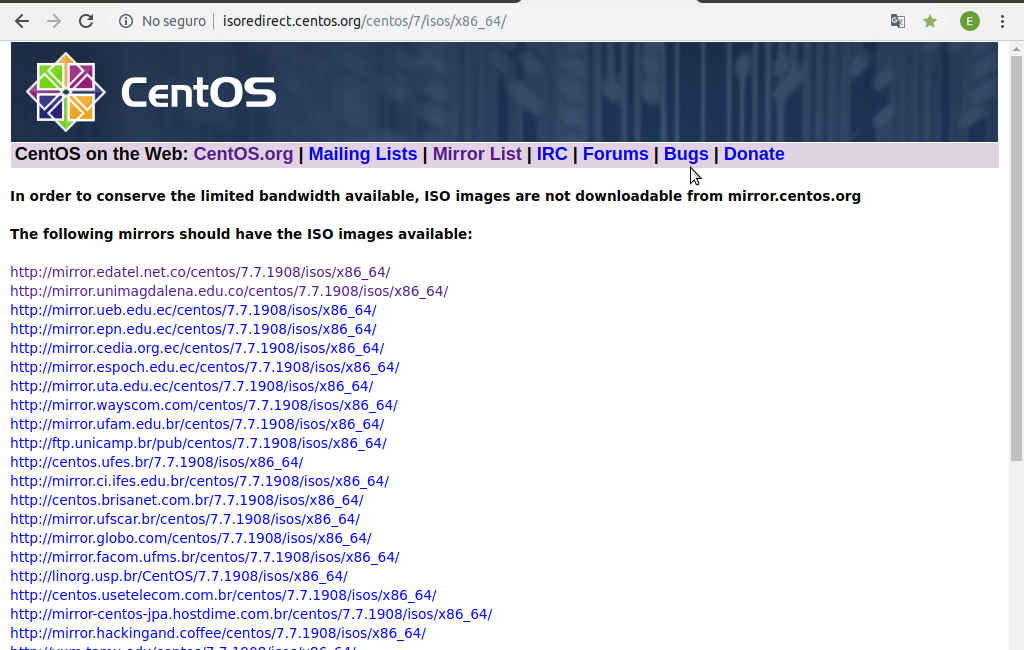 No seguro | isoredirect.centos.org/centos/7/isos/x86_64/
E
CentOS
CentOS on the Web: CentOS.org | Mailing Lists | Mirror List | IRC | Forums | Bugs | Donate
In order to conserve the limited bandwidth available, ISO images are not downloadable from mirror.centos.org
The following mirrors should have the ISO images available:
http://mirror.edatel.net.co/centos/7.7.1908/isos/x86_64/
http://mirror.unimagdalena.edu.co/centos/7.7.1908/isos/x86_64/
http://mirror.ueb.edu.ec/centos/7.7.1908/isos/x86_64/
http://mirror.epn.edu.ec/centos/7.7.1908/isos/x86_64/
http://mirror.cedia.org.ec/centos/7.7.1908/isos/x86_64/
http://mirror.espoch.edu.ec/centos/7.7.1908/isos/x86_64/
http://mirror.uta.edu.ec/centos/7.7.1908/isos/x86_64/
http://mirror.wayscom.com/centos/7.7.1908/isos/x86_64/
http://mirror.ufam.edu.br/centos/7.7.1908/isos/x86_64/
http://ftp.unicamp.br/pub/centos/7.7.1908/isos/x86_64/
http://centos.ufes.br/7.7.1908/isos/x86_64/
http://mirror.ci.ifes.edu.br/centos/7.7.1908/isos/x86_64/
http://centos.brisanet.com.br/7.7.1908/isos/x86_64/
http://mirror.ufscar.br/centos/7.7.1908/isos/x86_64/
http://mirror.globo.com/centos/7.7.1908/isos/x86_64/
http://mirror.facom.ufms.br/centos/7.7.1908/isos/x86_64/
http://linorg.usp.br/CentOS/7.7.1908/isos/x86_64/
http://centos.usetelecom.com.br/centos/7.7.1908/isos/x86_64/
http://mirror-centos-jpa.hostdime.com.br/centos/7.7.1908/isos/x86_64/
http://mirror.hackingand.coffee/centos/7.7.1908/isos/x86_64/